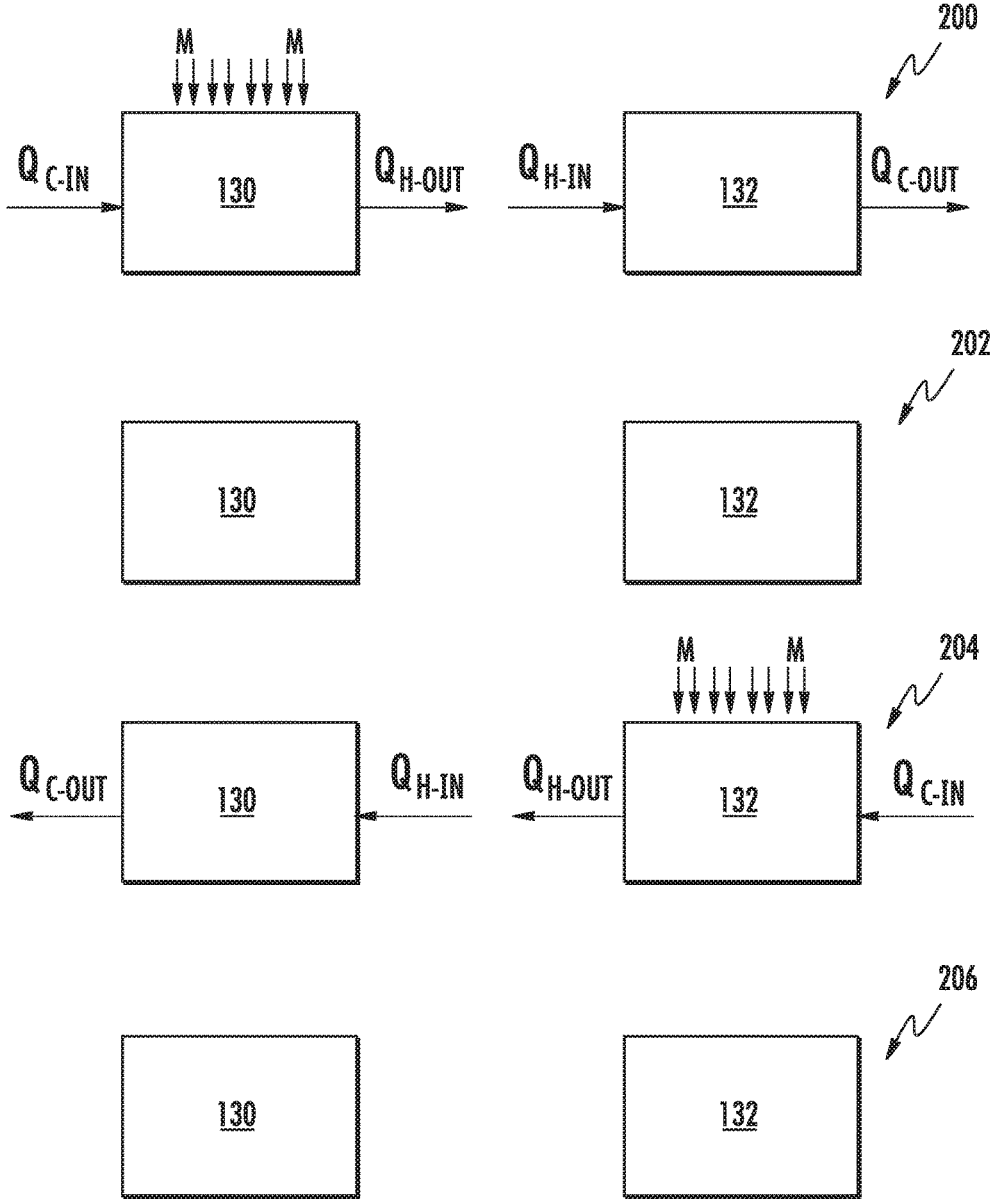 M M 200
Q C-IN 130 Q H-OUT Q H-IN 132 Q C-OUT
202
130 132
M M 204
Q C-OUT 130 Q H-IN Q H-OUT 132 Q C-IN
206
130 132